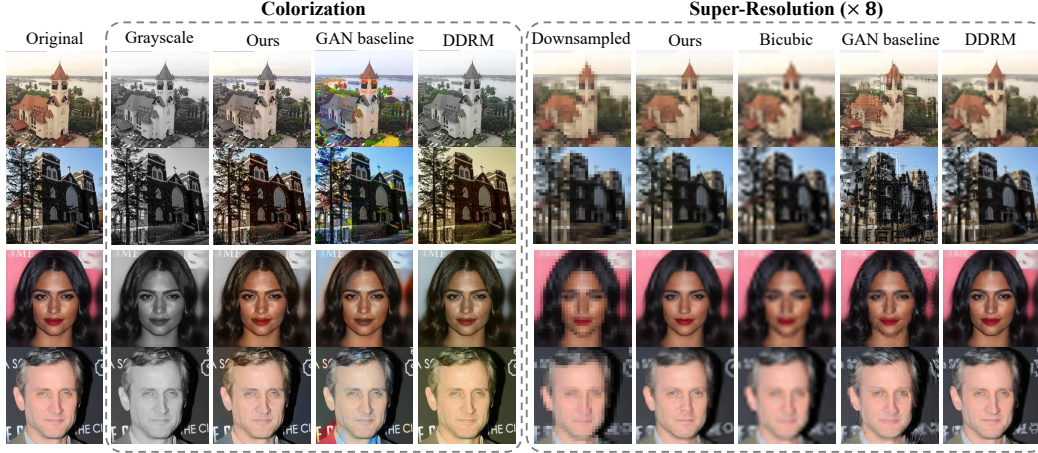 Colorization
Super-Resolution (× 8)
Original
Grayscale
Ours
GAN baseline
DDRM
Downsampled
Ours
Bicubic
GAN baseline
DDRM